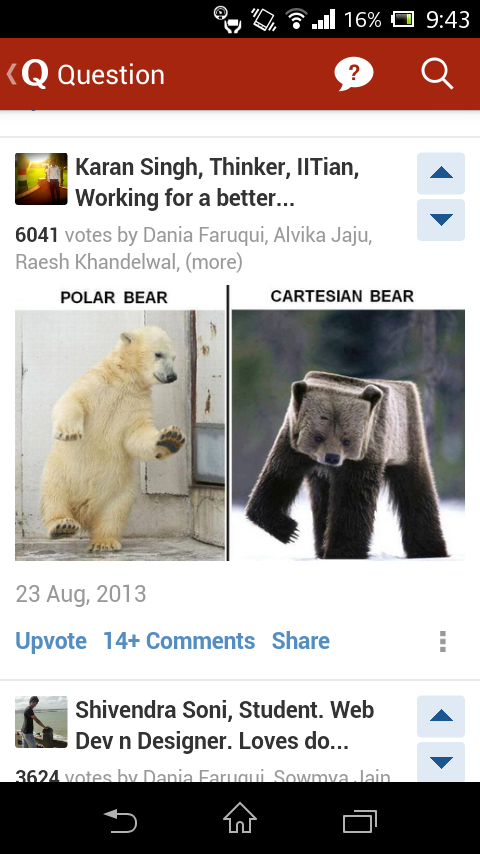 16% 9:43
Q Question
?
Karan Singh, Thinker, IITian,
Working for a better...
6041 votes by Dania Faruqui, Alvika Jaju,
Raesh Khandelwal, (more)
POLAR BEAR
CARTESIAN BEAR
23 Aug, 2013
Upvote 14+ Comments Share
Shivendra Soni, Student. Web
Dev n Designer. Loves do...
3624 votes by Dania Faruqui, Sowmya Jain